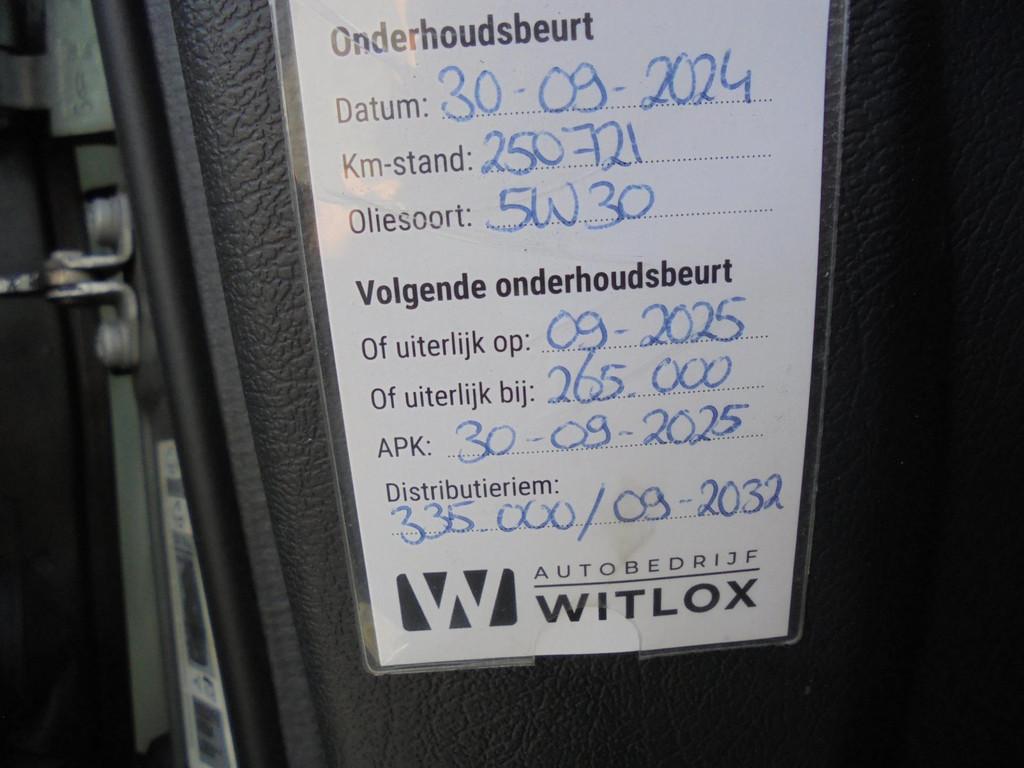 Onderhoudsbeurt
Datum: 30-09-2024
Km-stand: 250721
Oliesoort: 5W30
Volgende onderhoudsbeurt
Of uiterlijk op: 09-2025
Of uiterlijk bij: 265.000
APK: 30-09-2025
Distributieriem:
335.000/09-2032
AUTOBEDRIJF
WITLOX